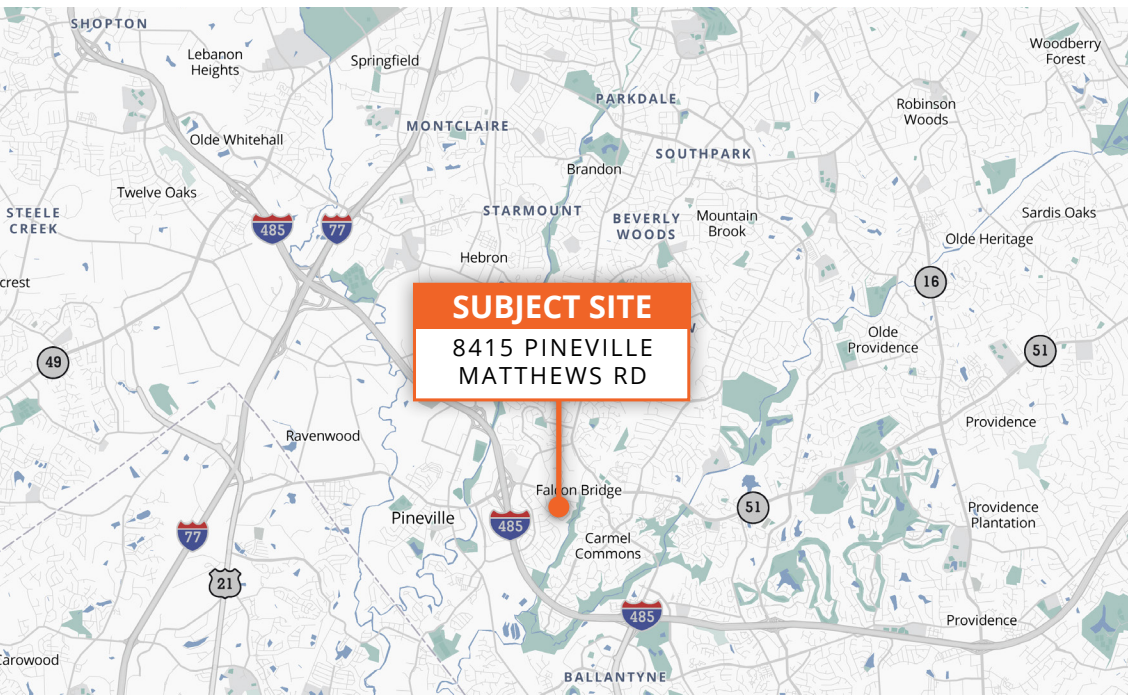 SHOPTON
Lebanon
Heights
Springfield
Woodberry
Forest
PARKDALE
Robinson
Woods
MONTCLAIRE
Olde Whitehall
SOUTHPARK
Brandon
Twelve Oaks
STEELE
CREEK
STARMOUNT
BEVERLY
WOODS
Mountain
Brook
Sardis Oaks
485
77
Olde Heritage
Hebron
crest
16
SUBJECT SITE
8415 PINEVILLE
MATTHEWS RD
W
Olde
Providence
51
49
Ravenwood
Providence
Falcon Bridge
51
Pineville
485
Providence
Plantation
77
Carmel
Commons
21
485
Providence
Carowood
BALLANTYNE